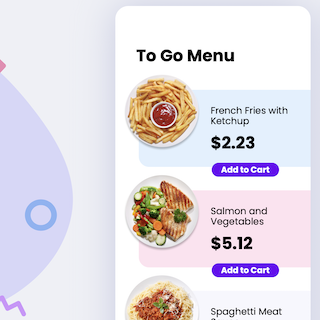 To Go Menu
French Fries with
Ketchup
$2.23
Add to Cart
Salmon and
Vegetables
$5.12
Add to Cart
Spaghetti Meat